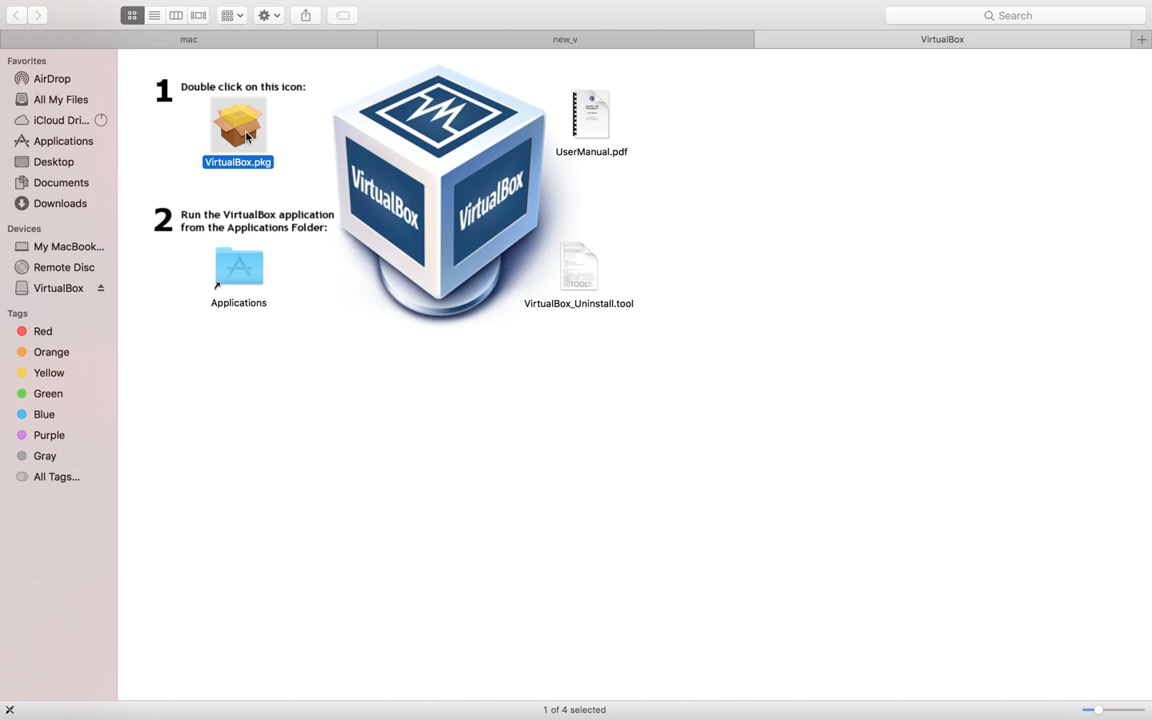 Search
mac
new_v
VirtualBox
Favorites
AirDrop
All My Files
iCloud Dri...
Applications
Desktop
Documents
Downloads
Devices
My MacBook...
Remote Disc
VirtualBox
Tags
Red
Orange
Yellow
Green
Blue
Purple
Gray
All Tags...
1 Double click on this icon:
VirtualBox.pkg
2 Run the VirtualBox application
from the Applications Folder:
Applications
VirtualBox
VirtualBox
UserManual.pdf
TOOL
VirtualBox_Uninstall.tool
1 of 4 selected